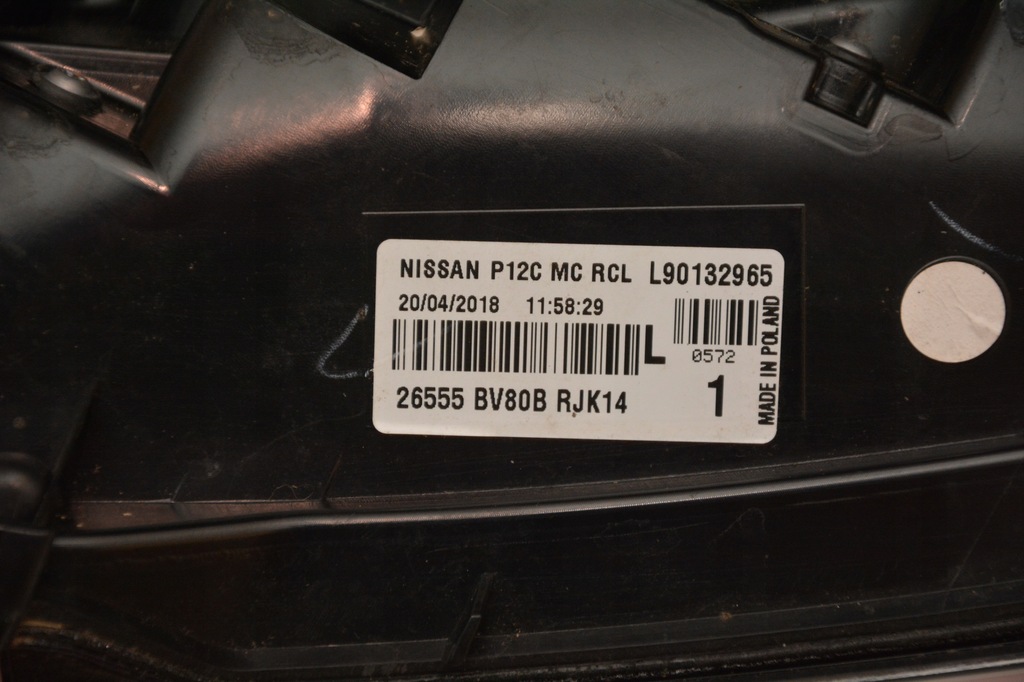 NISSAN P12C MC RCL L90132965
20/04/2018 11:58:29
L
0572
26555 BV80B RJK14
1
MADE IN POLAND